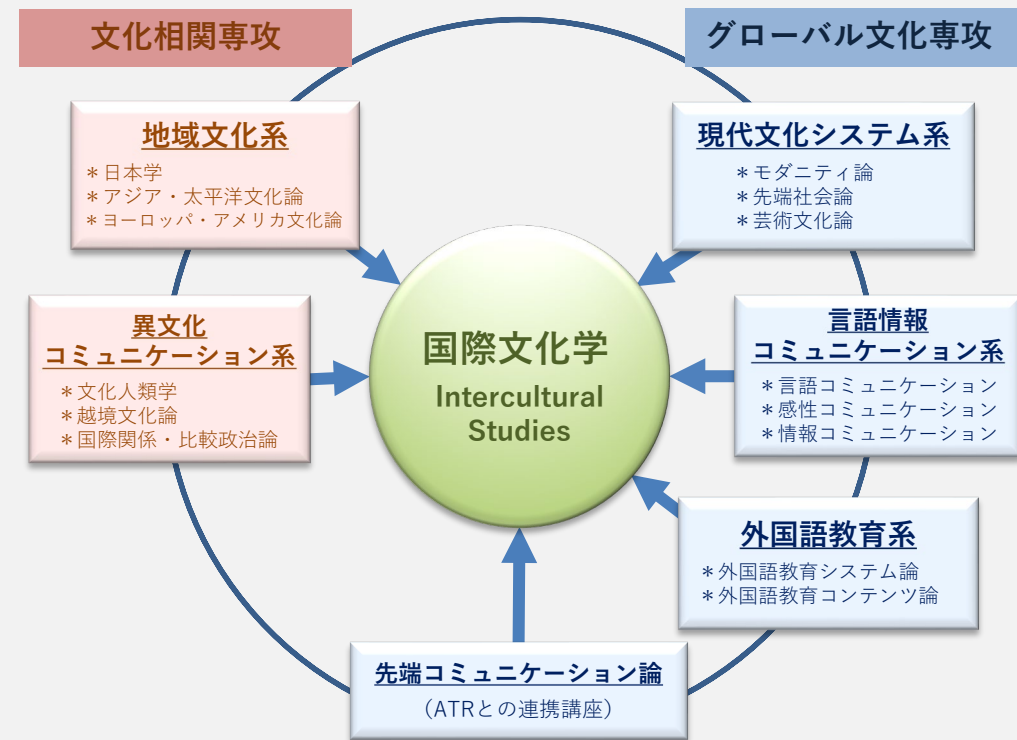 文化相関専攻
グローバル文化専攻
地域文化系
＊日本学
＊アジア・太平洋文化論
＊ヨーロッパ・アメリカ文化論
現代文化システム系
＊モダニティ論
＊先端社会論
＊芸術文化論
異文化
コミュニケーション系
＊文化人類学
＊越境文化論
＊国際関係・比較政治論
国際文化学
Intercultural
Studies
言語情報
コミュニケーション系
＊言語コミュニケーション
＊感性コミュニケーション
＊情報コミュニケーション
外国語教育系
＊外国語教育システム論
＊外国語教育コンテンツ論
先端コミュニケーション論
（ATRとの連携講座）